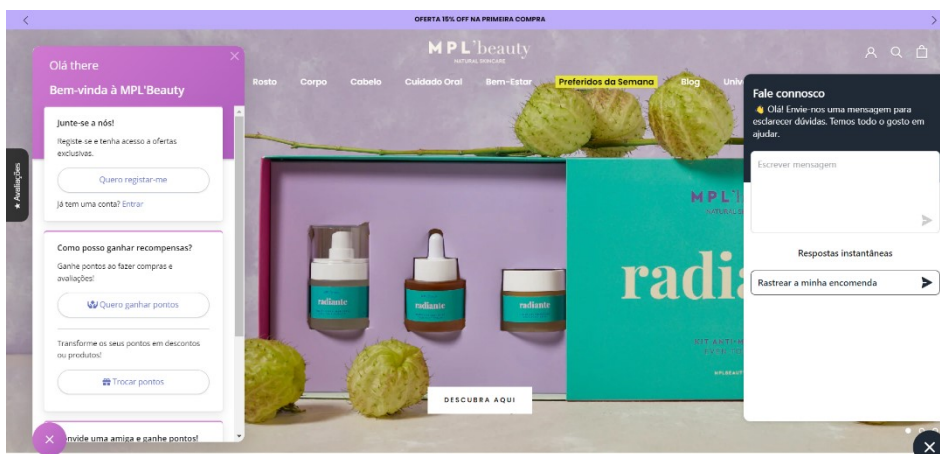 OFERTA 15% OFF NA PRIMEIRA COMPRA
MPL'beauty
NATURAL SKINCARE
Rosto Corpo Cabelo Cuidado Oral Bem-Estar Preferidos da Semana Blog
Olá there
Bem-vinda à MPL'Beauty
Junte-se a nós!
Registe-se e tenha acesso a ofertas
exclusivas.
Quero registar-me
Já tem uma conta? Entrar
Como posso ganhar recompensas?
Ganhe pontos ao fazer compras e
avaliações!
Quero ganhar pontos
Transforme os seus pontos em descontos
ou produtos!
Trocar pontos
nvide uma amiga e ganhe pontos!
★ Avaliações
radiante
radiante
radiante
MPL'
radia
DESCUBRA AQUI
Fale connosco
👋 Olá! Envie-nos uma mensagem para
esclarecer dúvidas. Temos todo o gosto em
ajudar.
Escrever mensagem
Respostas instantâneas
Rastrear a minha encomenda